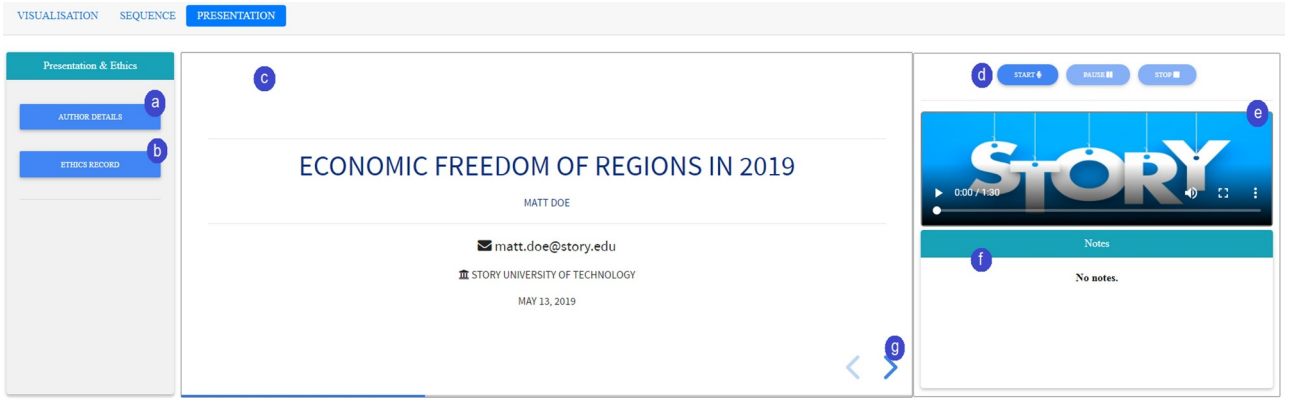 VISUALISATION SEQUENCE PRESENTATION
Presentation & Ethics
a
AUTHOR DETAILS
b
ETHICS RECORD
c
ECONOMIC FREEDOM OF REGIONS IN 2019
MATT DOE
matt.doe@story.edu
STORY UNIVERSITY OF TECHNOLOGY
MAY 13, 2019
g
d START PAUSE STOP
e
STORY
0:00 / 1:30
Notes
f
No notes.